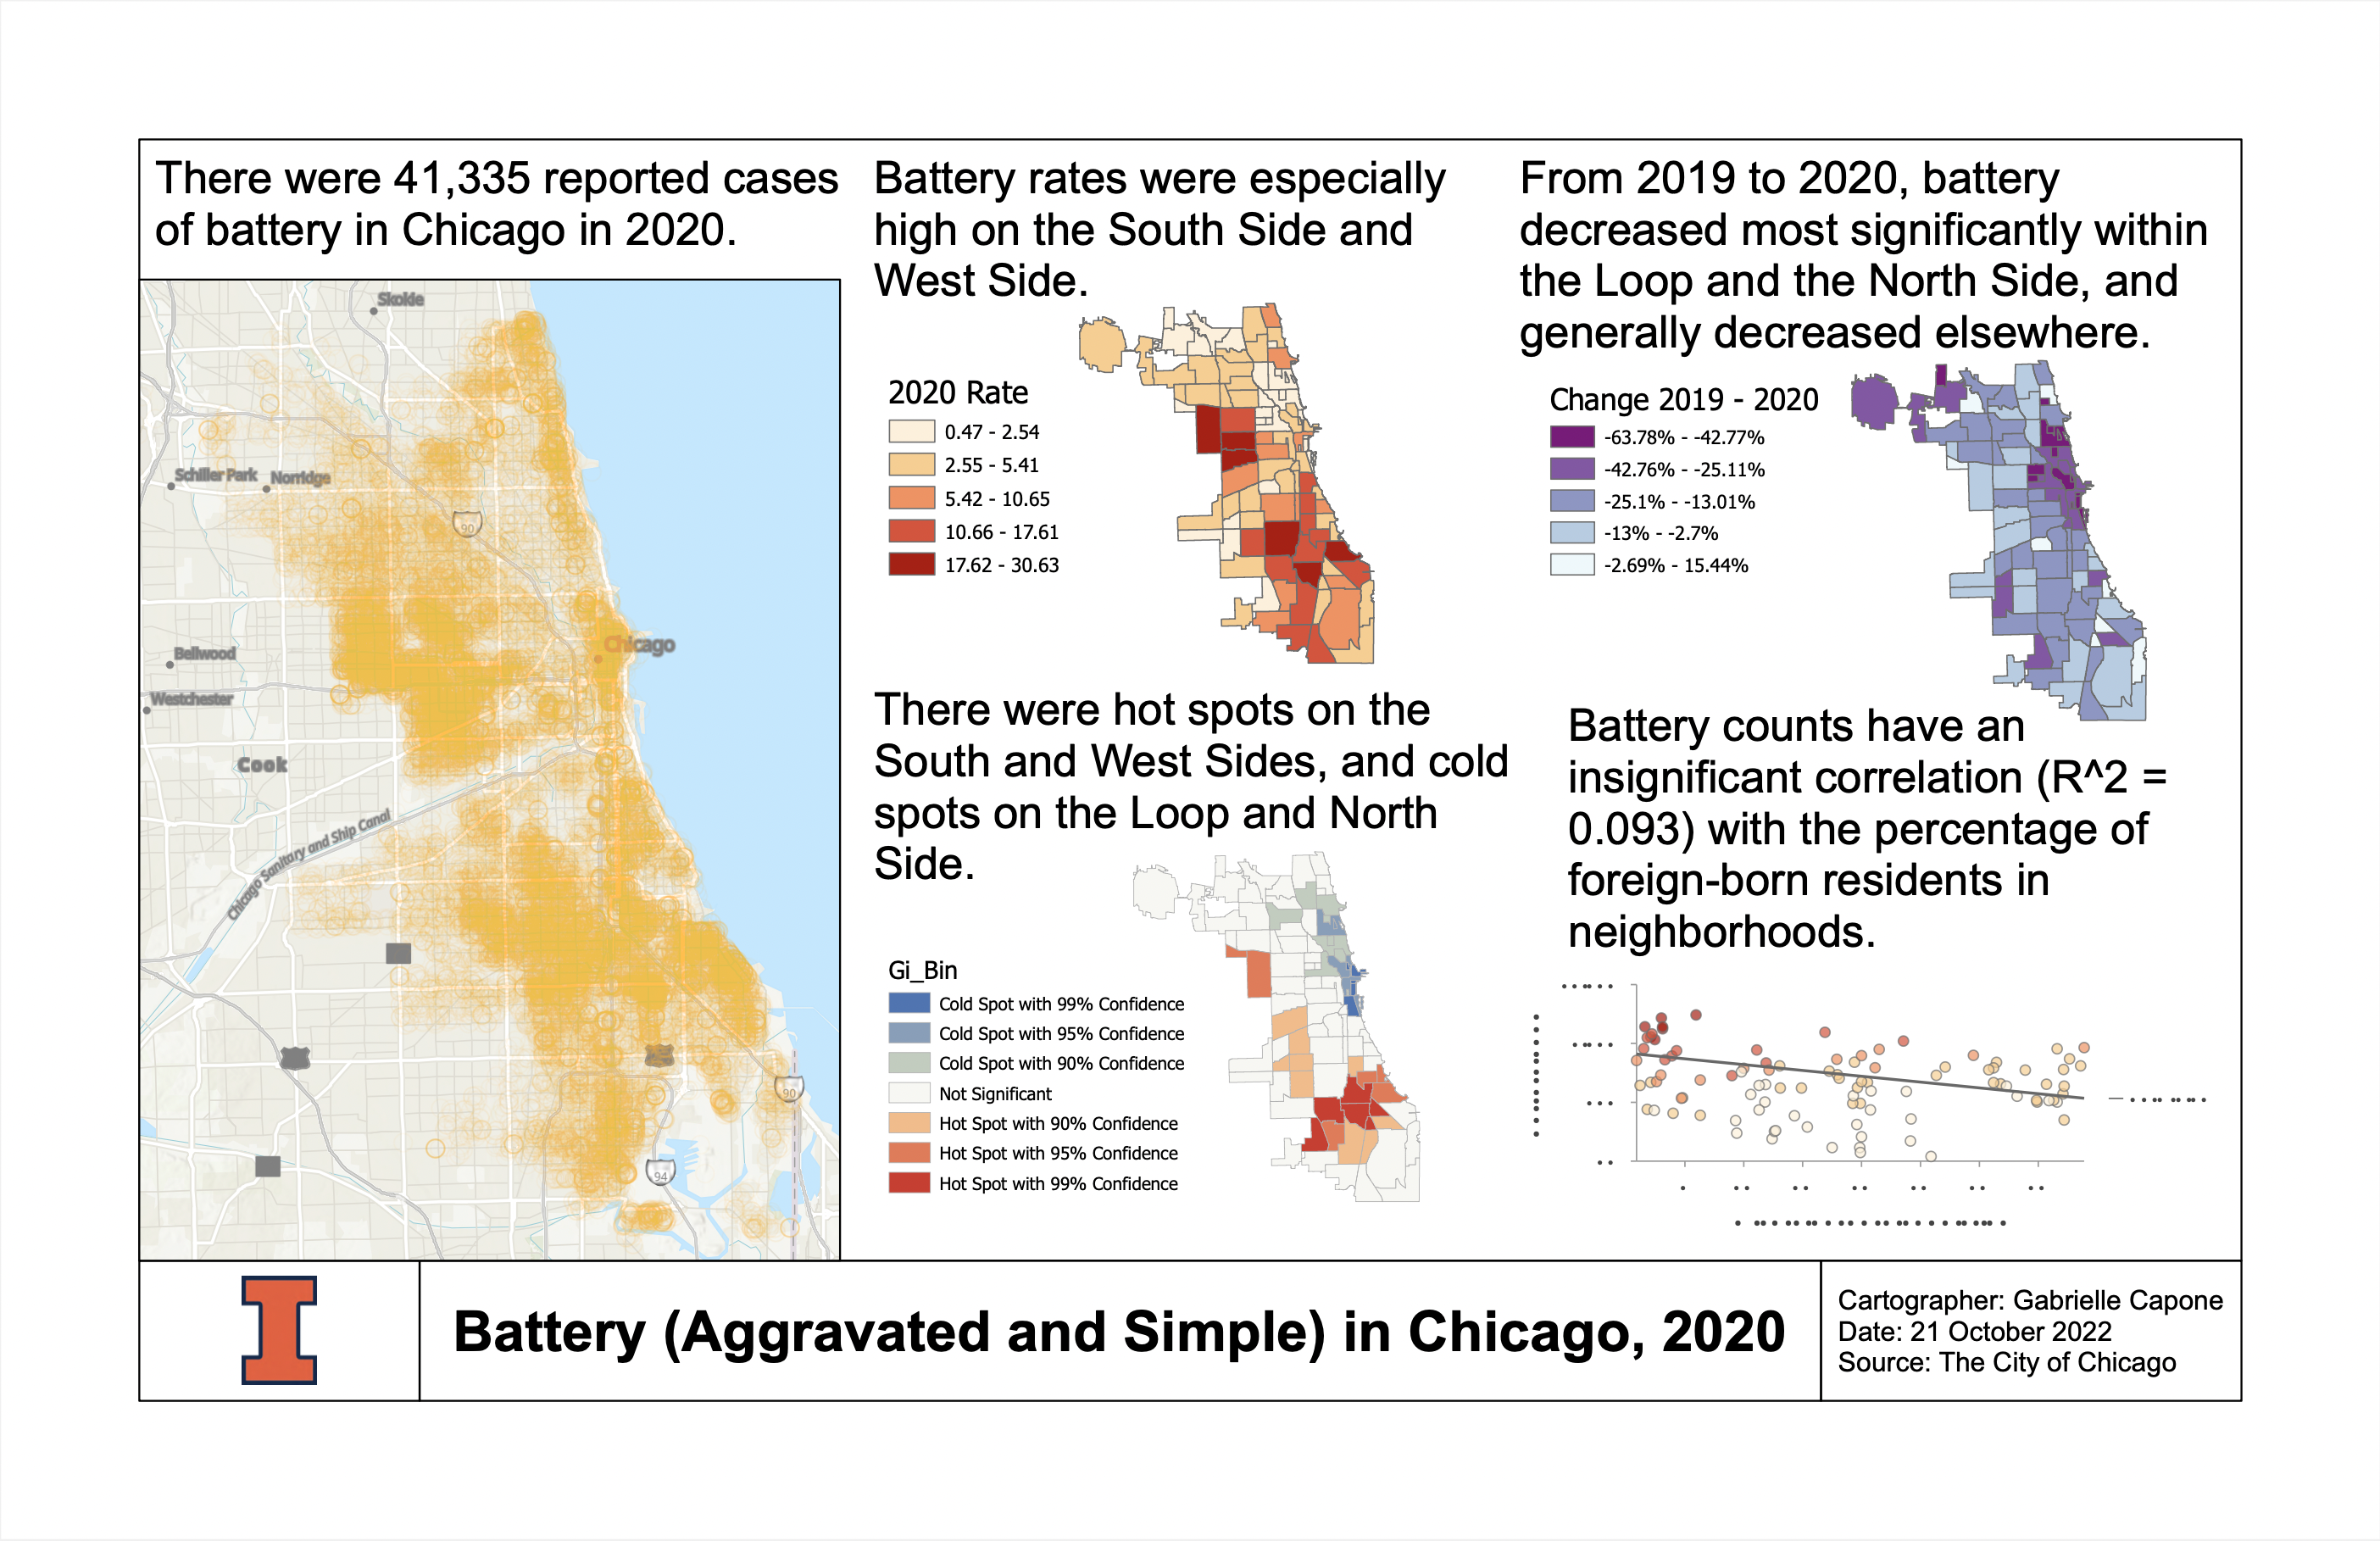 There were 41,335 reported cases
of battery in Chicago in 2020.
Skokie
Schiller Park
Norridge
90
Chicago
Bellwood
Westchester
Cook
Chicago Sanitary and Ship Canal
90
94
Battery rates were especially
high on the South Side and
West Side.
2020 Rate
0.47 - 2.54
2.55 - 5.41
5.42 - 10.65
10.66 - 17.61
17.62 - 30.63
There were hot spots on the
South and West Sides, and cold
spots on the Loop and North
Side.
Gi_Bin
Cold Spot with 99% Confidence
Cold Spot with 95% Confidence
Cold Spot with 90% Confidence
Not Significant
Hot Spot with 90% Confidence
Hot Spot with 95% Confidence
Hot Spot with 99% Confidence
From 2019 to 2020, battery
decreased most significantly within
the Loop and the North Side, and
generally decreased elsewhere.
Change 2019 - 2020
-63.78% - -42.77%
-42.76% - -25.11%
-25.1% - -13.01%
-13% - -2.7%
-2.69% - 15.44%
Battery counts have an
insignificant correlation (R^2 =
0.093) with the percentage of
foreign-born residents in
neighborhoods.
I
Battery (Aggravated and Simple) in Chicago, 2020
Cartographer: Gabrielle Capone
Date: 21 October 2022
Source: The City of Chicago